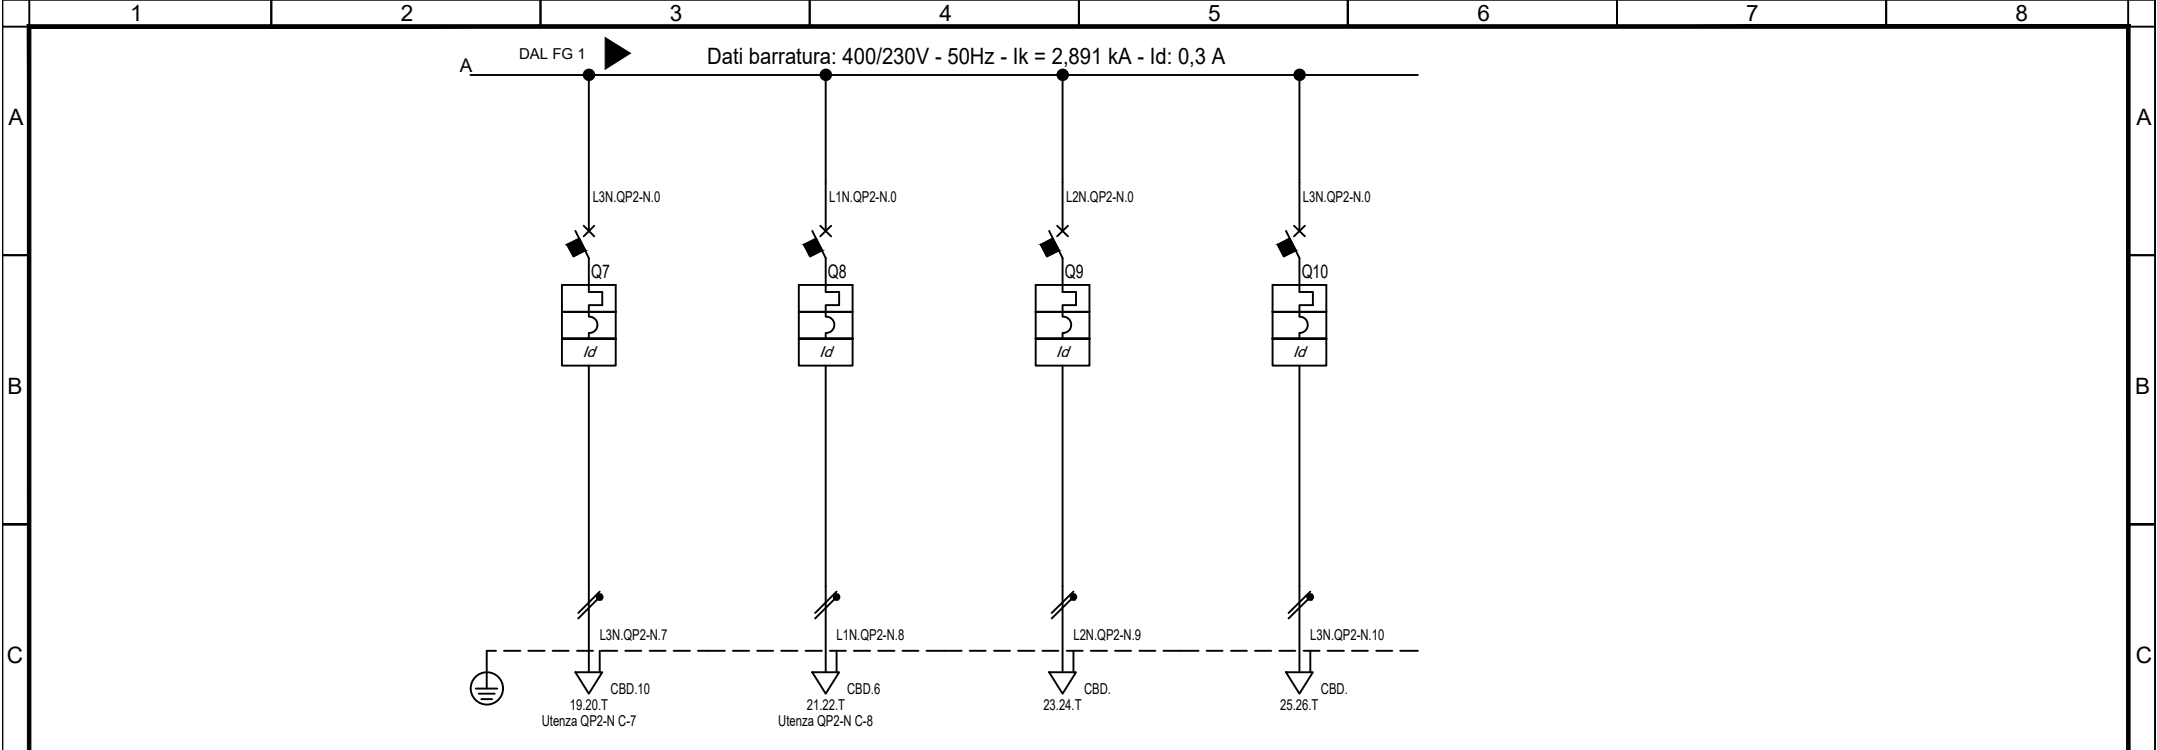 1 2 3 4 5 6 7 8
DAL FG 1 Dati barratura: 400/230V - 50Hz - Ik = 2,891 kA - Id: 0,3 A
A
A A
L3N.QP2-N.0 L1N.QP2-N.0 L2N.QP2-N.0 L3N.QP2-N.0
Q7 Q8 Q9 Q10
Id Id Id Id
B B
L3N.QP2-N.7 L1N.QP2-N.8 L2N.QP2-N.9 L3N.QP2-N.10
C C
CBD.10 CBD.6 CBD. CBD.
19.20.T 21.22.T 23.24.T 25.26.T
Utenza QP2-N C-7 Utenza QP2-N C-8